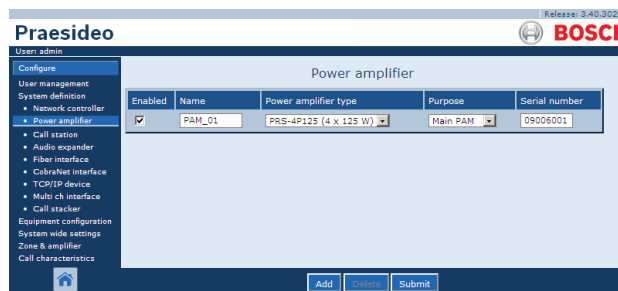 Release: 3.40.302
Praesideo
BOSCH
User: admin
Configure
User management
System definition
• Network controller
• Power amplifier
• Call station
• Audio expander
• Fiber interface
• CobraNet interface
• TCP/IP device
• Multi ch interface
• Call stacker
Equipment configuration
System wide settings
Zone & amplifier
Call characteristics
Power amplifier
Enabled Name Power amplifier type Purpose Serial number
PAM_01 PRS-4P125 (4 x 125 W) Main PAM 09006001
Add Delete Submit